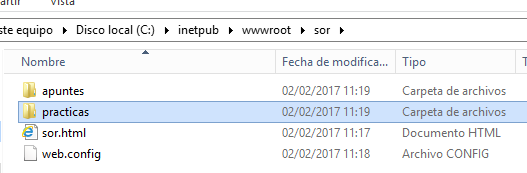 Vista
ste equipo ▸ Disco local (C:) ▸ inetpub ▸ wwwroot ▸ sor ▸
Nombre Fecha de modifica... Tipo
apuntes 02/02/2017 11:19 Carpeta de archivos
practicas 02/02/2017 11:19 Carpeta de archivos
sor.html 02/02/2017 11:17 Documento HTML
web.config 02/02/2017 11:18 Archivo CONFIG